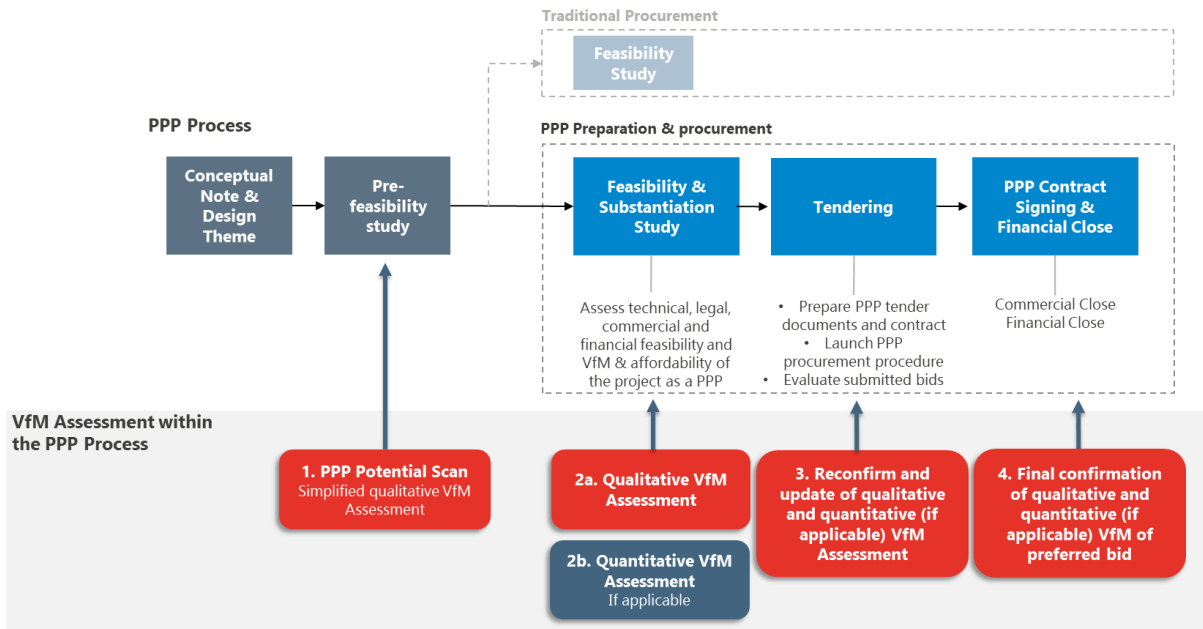 Traditional Procurement
Feasibility
Study
PPP Process
PPP Preparation & procurement
Conceptual
Note &
Design
Theme
Pre-
feasibility
study
Feasibility &
Substantiation
Study
Tendering
PPP Contract
Signing &
Financial Close
Assess technical, legal,
commercial and
financial feasibility and
VfM & affordability of
the project as a PPP
• Prepare PPP tender
documents and contract
• Launch PPP
procurement procedure
• Evaluate submitted bids
Commercial Close
Financial Close
VfM Assessment within
the PPP Process
1. PPP Potential Scan
Simplified qualitative VfM
Assessment
2a. Qualitative VfM
Assessment
2b. Quantitative VfM
Assessment
If applicable
3. Reconfirm and
update of qualitative
and quantitative (if
applicable) VfM
Assessment
4. Final confirmation
of qualitative and
quantitative (if
applicable) VfM of
preferred bid